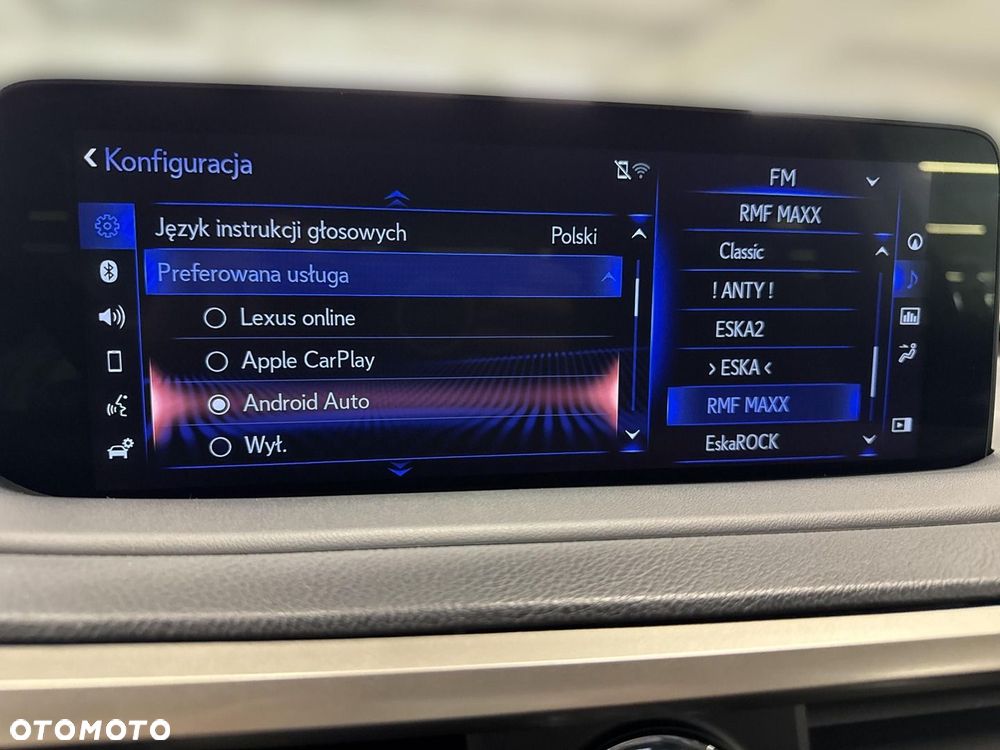 Konfiguracja
Język instrukcji głosowych Polski
Preferowana usługa
Lexus online
Apple CarPlay
Android Auto
Wył.
FM
RMF MAXX
Classic
! ANTY !
ESKA2
> ESKA <
RMF MAXX
EskaROCK
OTOMOTO